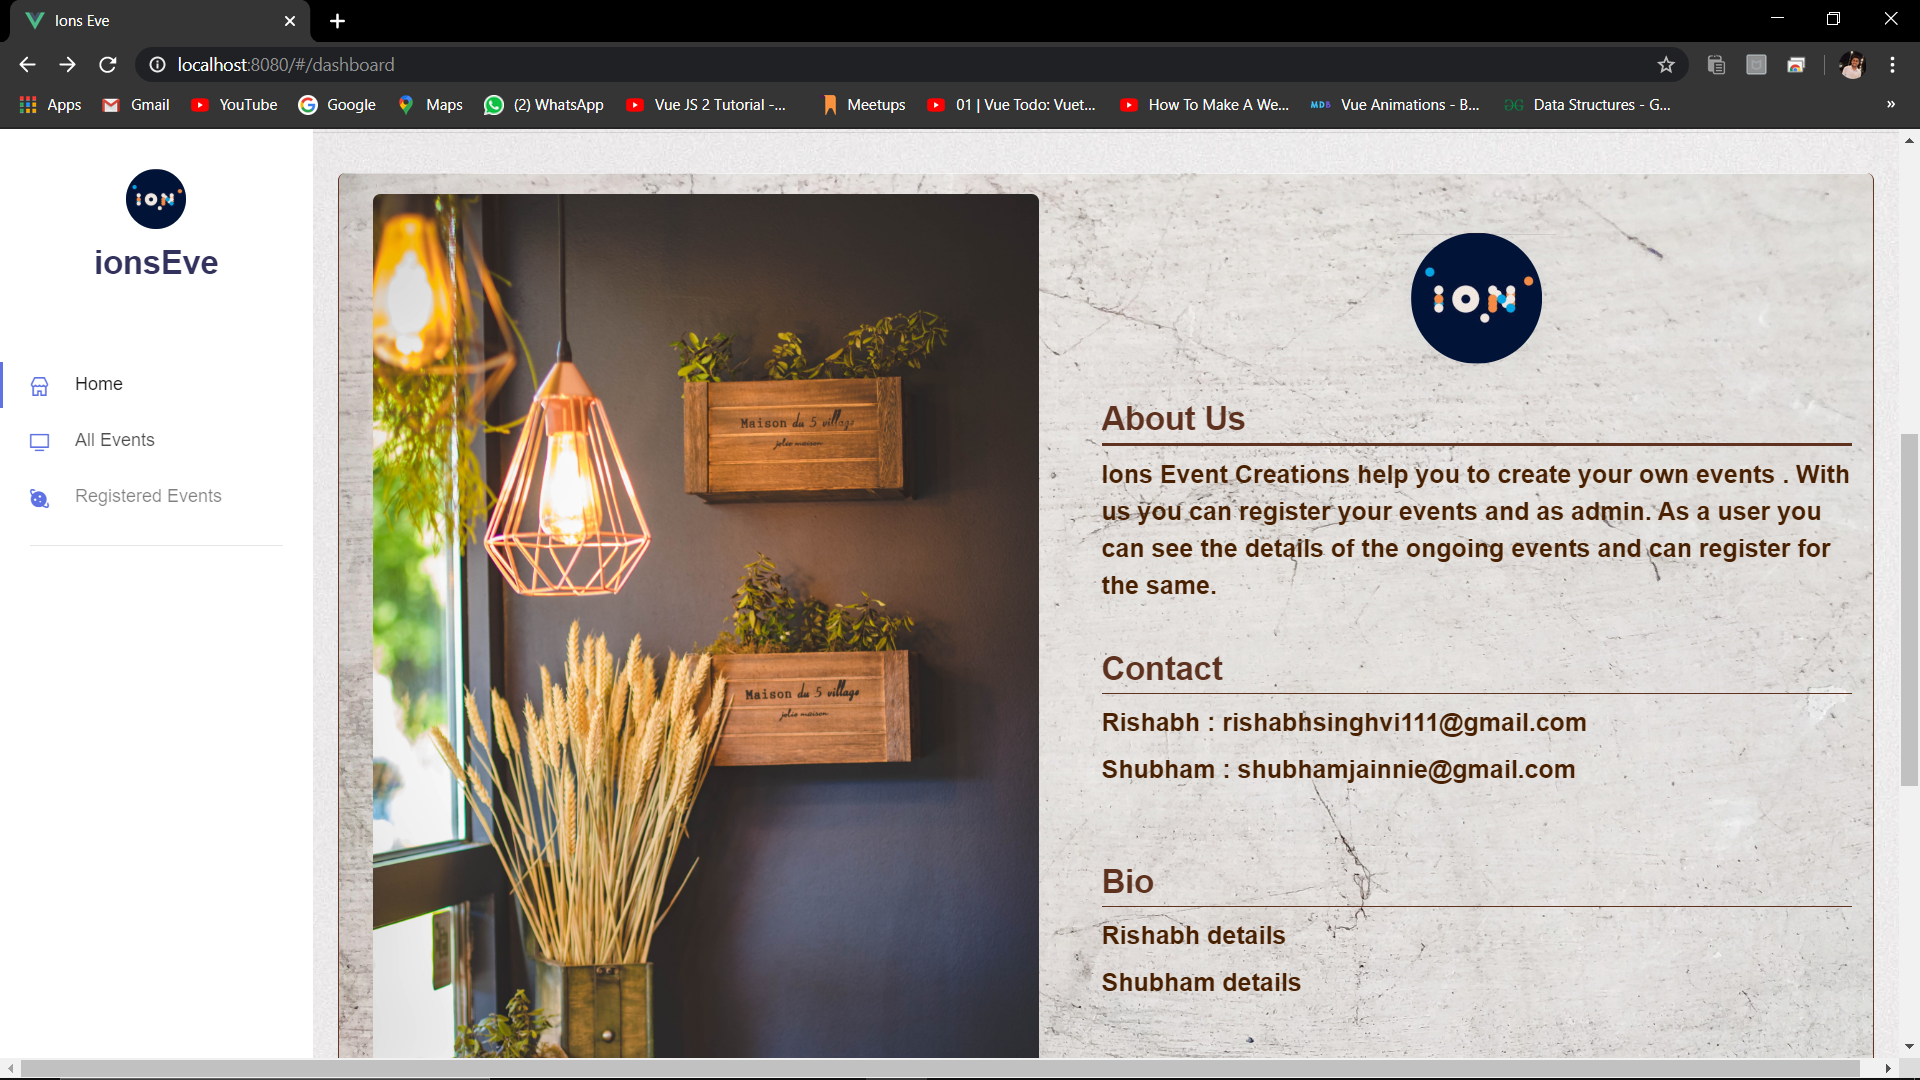 Ions Eve
localhost:8080/#/dashboard
Apps
Gmail
YouTube
Google
Maps
(2) WhatsApp
Vue JS 2 Tutorial -...
Meetups
01 | Vue Todo: Vuet...
How To Make A We...
MDB
Vue Animations - B...
Data Structures - G...
»
iON
ionsEve
Home
All Events
Registered Events
Maison du 5 village
jolie maison
Maison du 5 village
jolie maison
iON
About Us
Ions Event Creations help you to create your own events . With
us you can register your events and as admin. As a user you
can see the details of the ongoing events and can register for
the same.
Contact
Rishabh : rishabhsinghvi111@gmail.com
Shubham : shubhamjainnie@gmail.com
Bio
Rishabh details
Shubham details